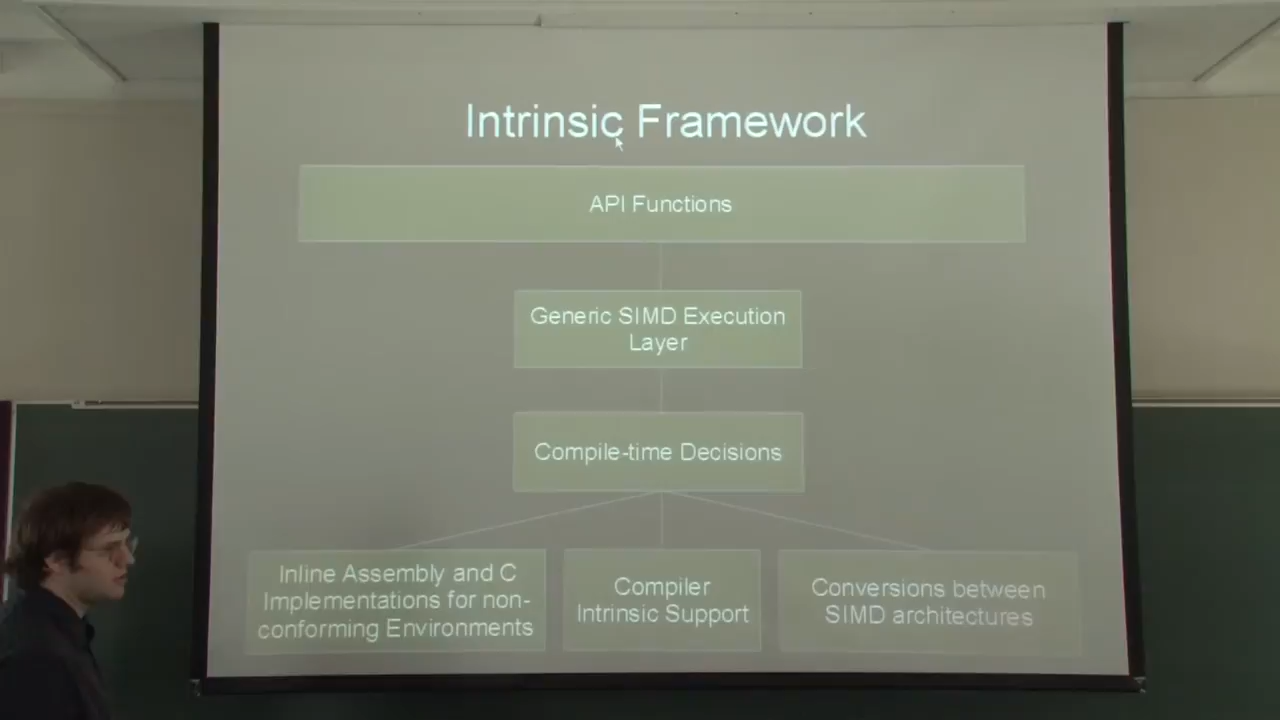 Intrinsic Framework
API Functions
Generic SIMD Execution
Layer
Compile-time Decisions
Inline Assembly and C
Implementations for non-
conforming Environments
Compiler
Intrinsic Support
Conversions between
SIMD architectures